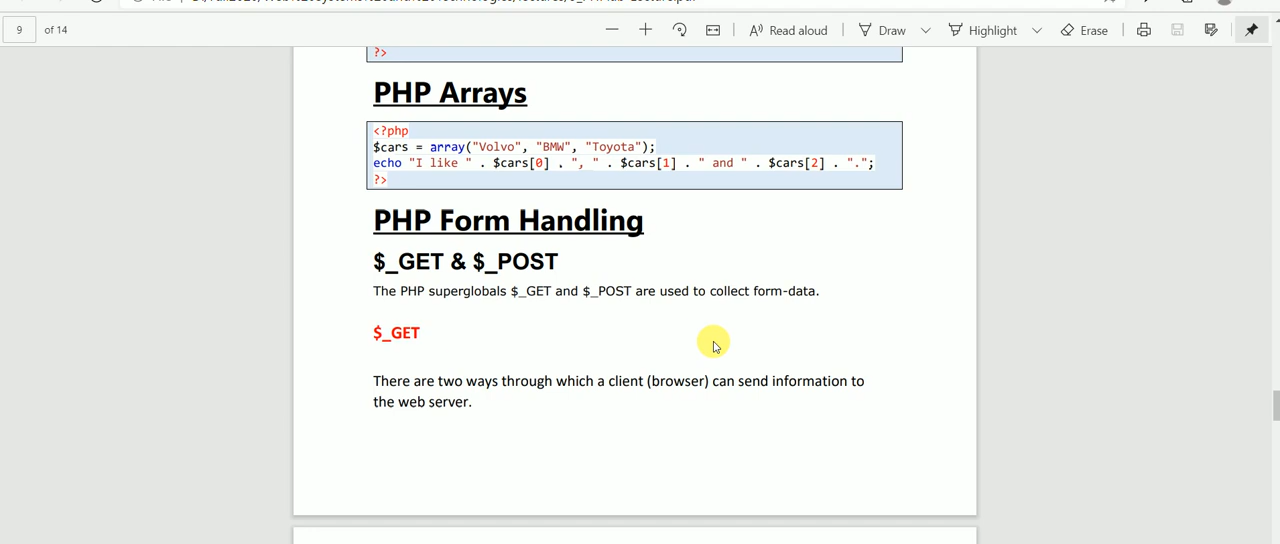 9 of 14 Read aloud Draw Highlight Erase
?>
PHP Arrays
<?php
$cars = array("Volvo", "BMW", "Toyota");
echo "I like " . $cars[0] . ", " . $cars[1] . " and " . $cars[2] . ".";
?>
PHP Form Handling
$_GET & $_POST
The PHP superglobals $_GET and $_POST are used to collect form-data.
$_GET
There are two ways through which a client (browser) can send information to
the web server.